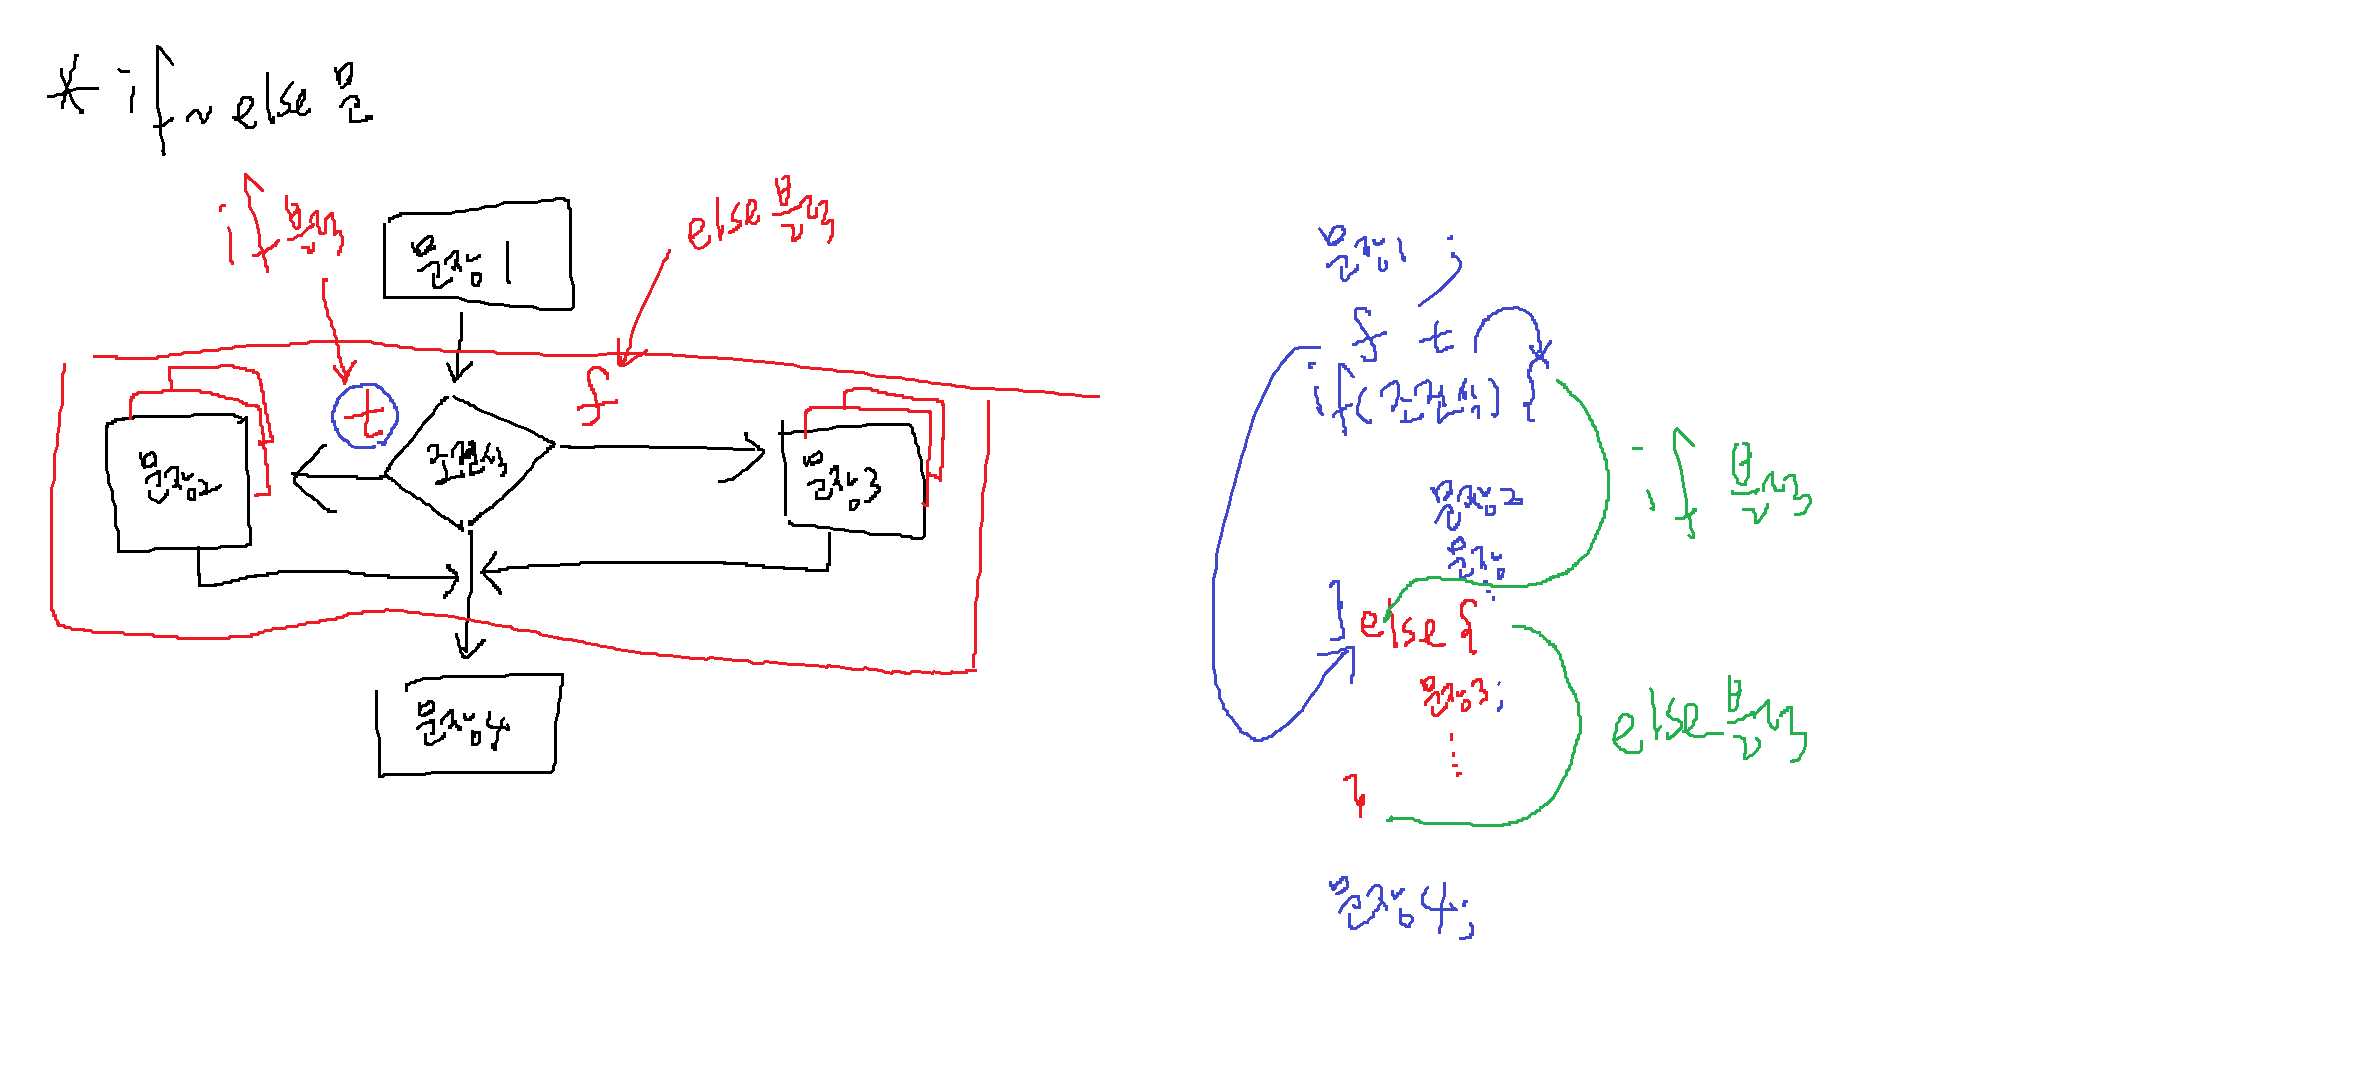 * if ~ else 문
if 블럭
else 블럭
문장1
t
f
문장2
조건식
문장3
문장4
문장1 ;
f t
if(조건식) {
문장2
문장
;
} else {
문장3;
⋮
}
문장4;
if 블럭
else 블럭